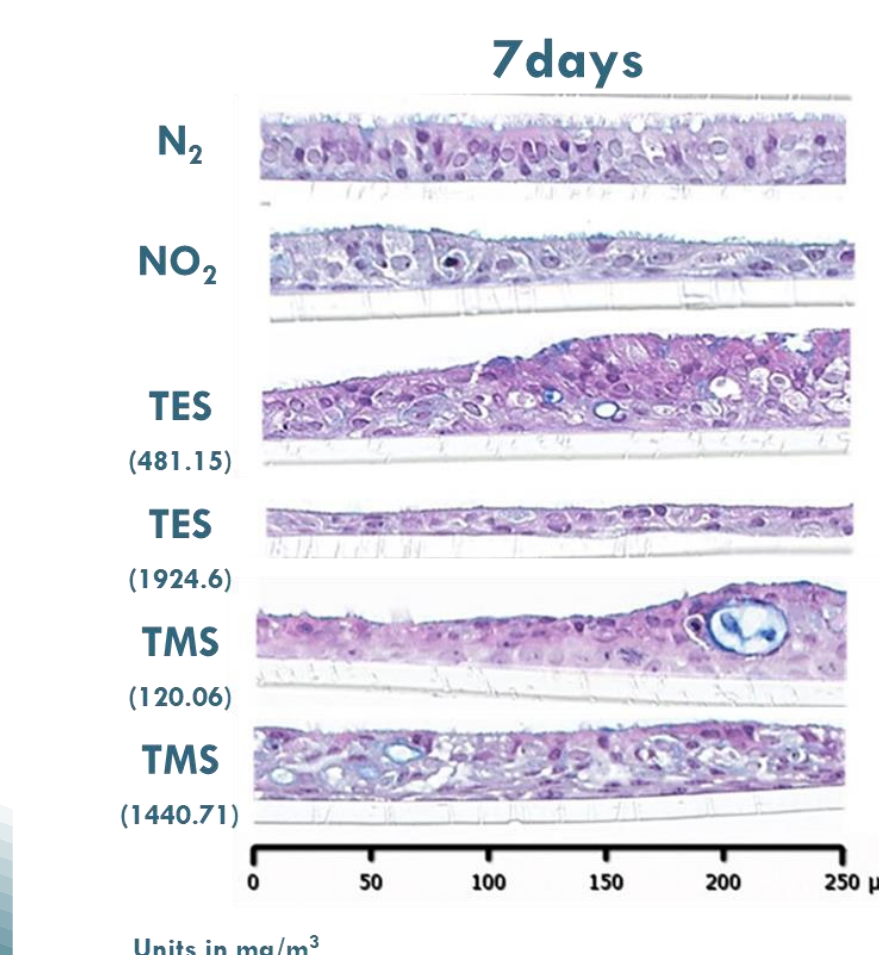 7days
N₂
NO₂
TES
(481.15)
TES
(1924.6)
TMS
(120.06)
TMS
(1440.71)
0 50 100 150 200 250 µ
Units in mg/m³